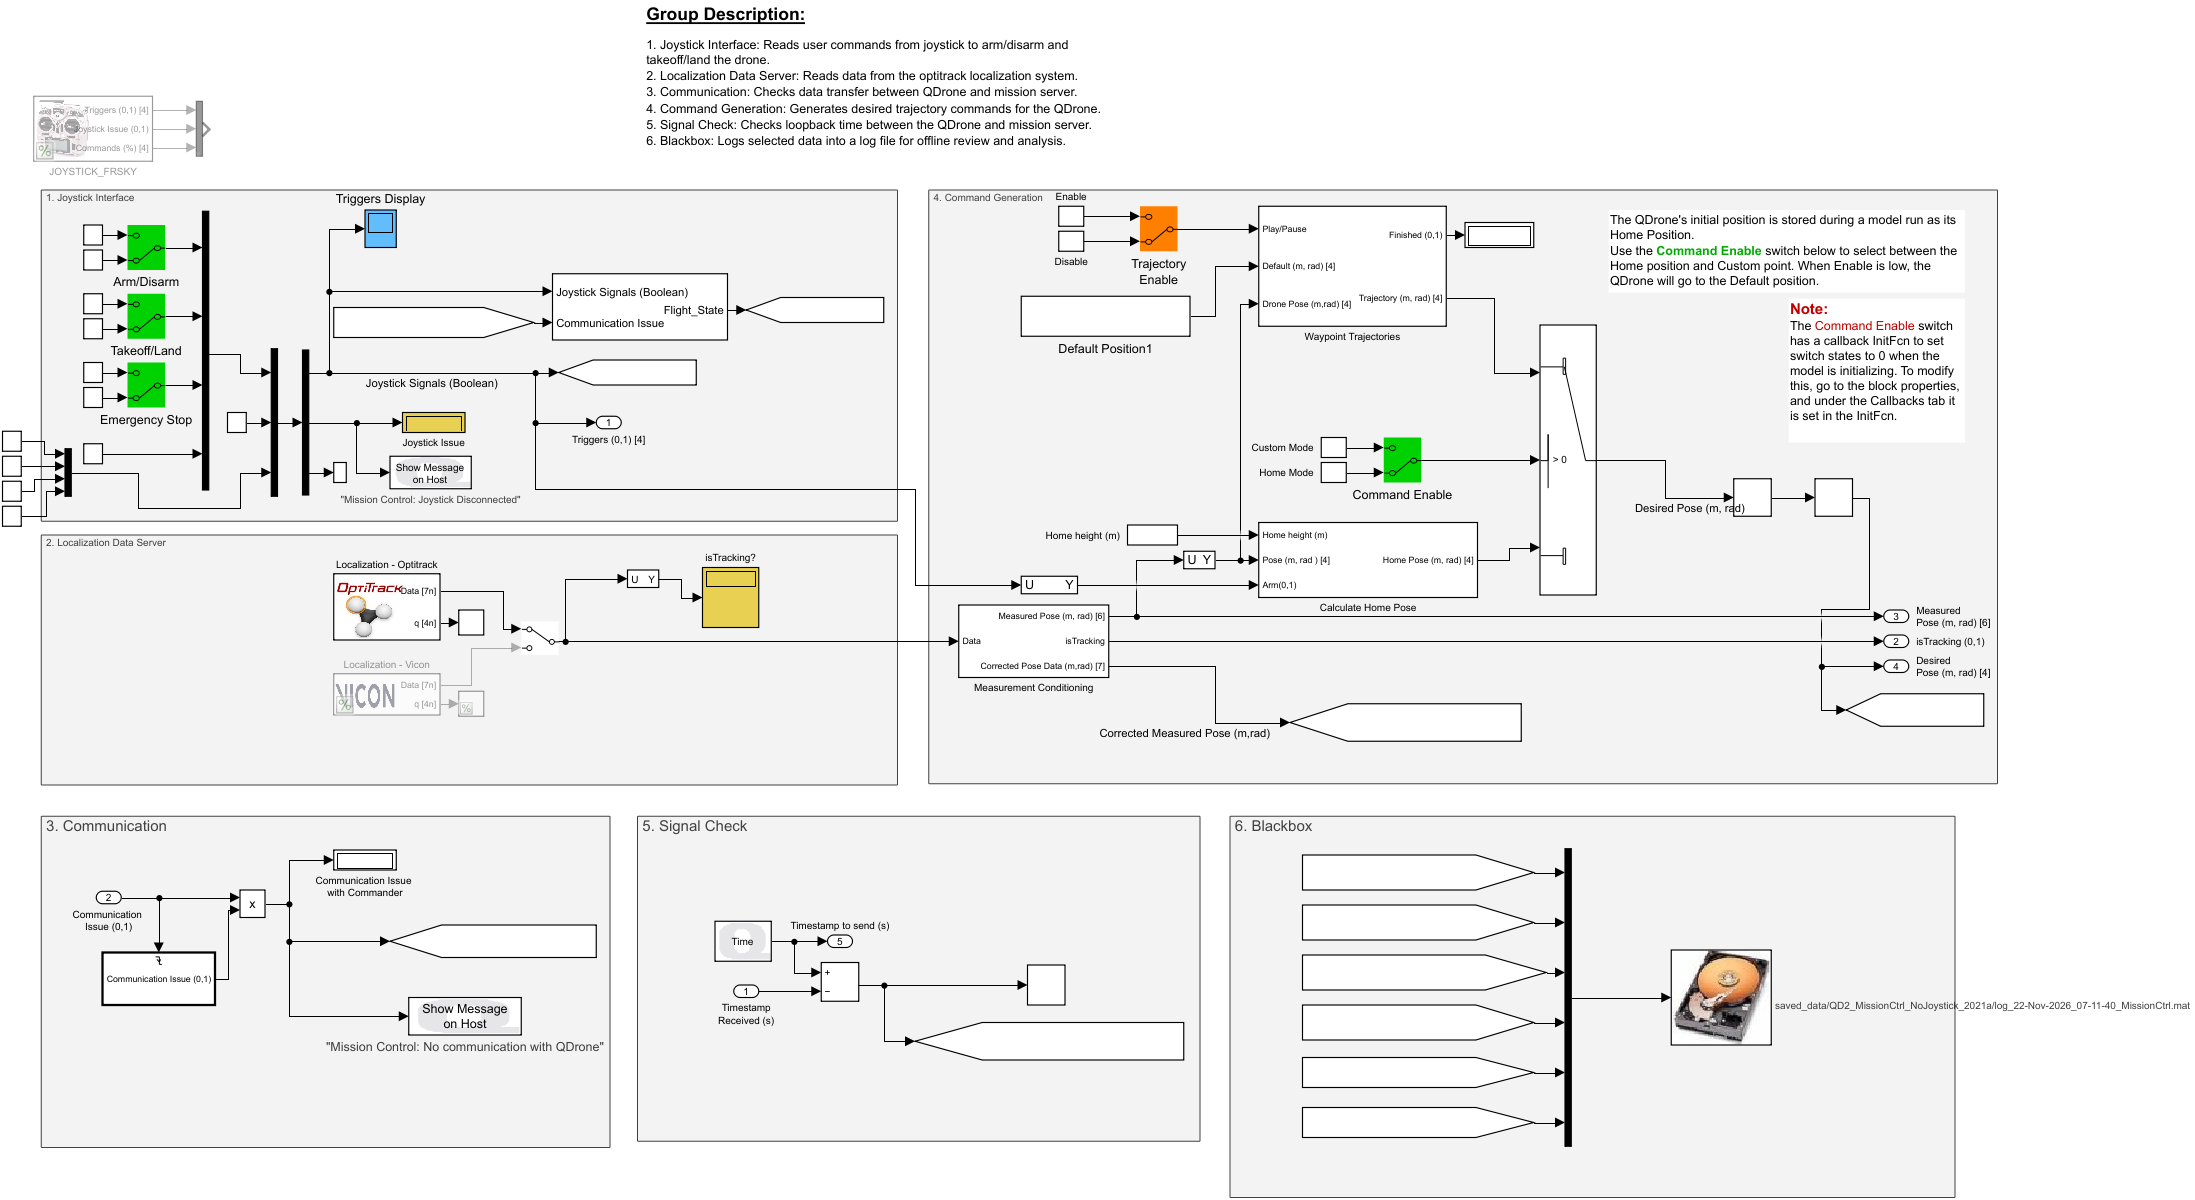 Group Description:
1. Joystick Interface: Reads user commands from joystick to arm/disarm and
takeoff/land the drone.
2. Localization Data Server: Reads data from the optitrack localization system.
3. Communication: Checks data transfer between QDrone and mission server.
4. Command Generation: Generates desired trajectory commands for the QDrone.
5. Signal Check: Checks loopback time between the QDrone and mission server.
6. Blackbox: Logs selected data into a log file for offline review and analysis.
Triggers (0,1) [4]
Joystick Issue (0,1)
Commands (%) [4]
%
JOYSTICK_FRSKY
1. Joystick Interface
Triggers Display
Arm/Disarm
Takeoff/Land
Emergency Stop
Joystick Signals (Boolean)
Flight_State
Communication Issue
Joystick Signals (Boolean)
Joystick Issue
1
Triggers (0,1) [4]
Show Message
on Host
"Mission Control: Joystick Disconnected"
2. Localization Data Server
Localization - Optitrack
OPTITRACK
Data [7n]
q [4n]
Localization - Vicon
VICON
Data [7n]
q [4n]
%
%
U Y
isTracking?
4. Command Generation
Enable
Disable
Trajectory
Enable
Play/Pause
Finished (0,1)
Default (m, rad) [4]
Drone Pose (m,rad) [4]
Trajectory (m, rad) [4]
Waypoint Trajectories
Default Position1
The QDrone's initial position is stored during a model run as its
Home Position.
Use the Command Enable switch below to select between the
Home position and Custom point. When Enable is low, the
QDrone will go to the Default position.
Note:
The Command Enable switch
has a callback InitFcn to set
switch states to 0 when the
model is initializing. To modify
this, go to the block properties,
and under the Callbacks tab it
is set in the InitFcn.
Custom Mode
Home Mode
Command Enable
> 0
Desired Pose (m, rad)
Home height (m)
U Y
U Y
Home height (m)
Pose (m, rad ) [4]
Home Pose (m, rad) [4]
Arm(0,1)
Calculate Home Pose
Data
Measured Pose (m, rad) [6]
isTracking
Corrected Pose Data (m,rad) [7]
Measurement Conditioning
Corrected Measured Pose (m,rad)
3
Measured
Pose (m, rad) [6]
2
isTracking (0,1)
4
Desired
Pose (m, rad) [4]
3. Communication
2
Communication
Issue (0,1)
Communication Issue (0,1)
x
Communication Issue
with Commander
Show Message
on Host
"Mission Control: No communication with QDrone"
5. Signal Check
Time
Timestamp to send (s)
5
1
Timestamp
Received (s)
+
−
6. Blackbox
saved_data/QD2_MissionCtrl_NoJoystick_2021a/log_22-Nov-2026_07-11-40_MissionCtrl.mat